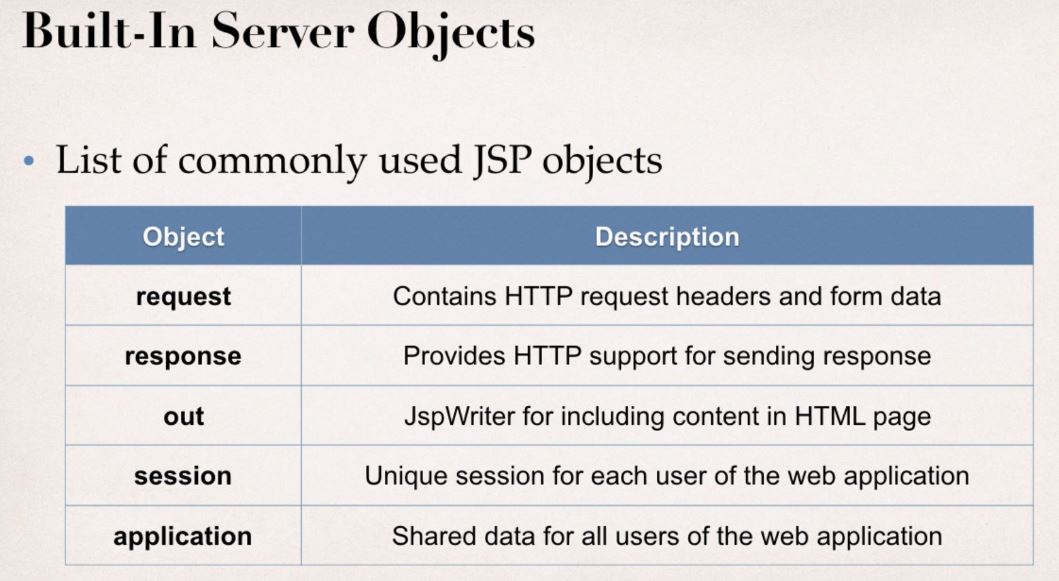 Built-In Server Objects
• List of commonly used JSP objects
Object Description
request Contains HTTP request headers and form data
response Provides HTTP support for sending response
out JspWriter for including content in HTML page
session Unique session for each user of the web application
application Shared data for all users of the web application